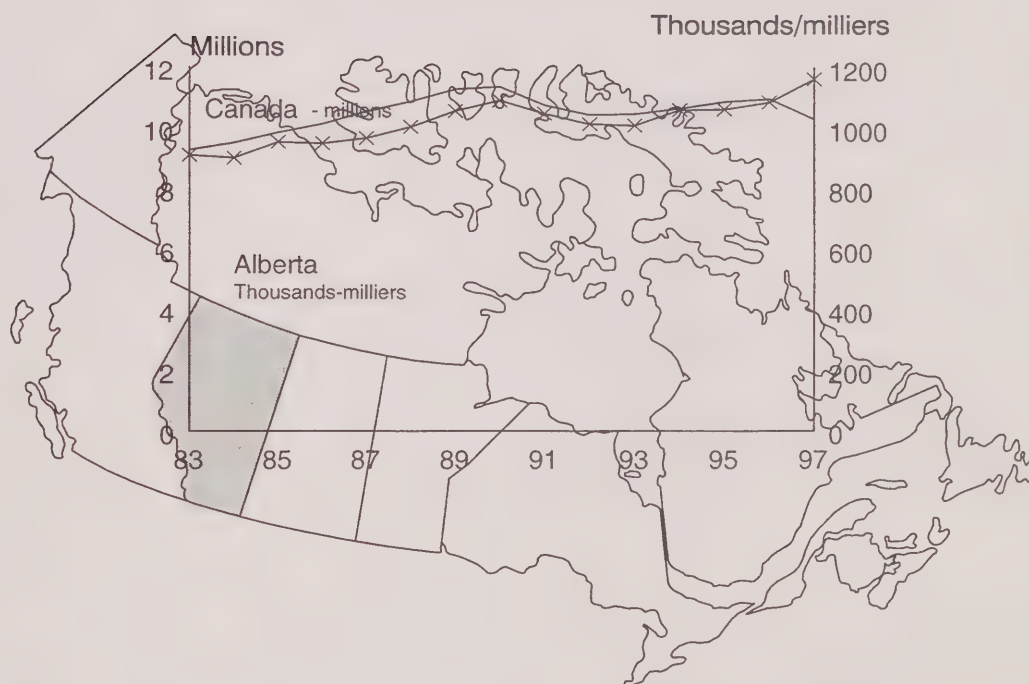 Thousands/milliers
Millions
12
1200
Canada - millions
10
1000
8
800
6
600
Alberta
Thousands-milliers
4
400
2
200
0
0
83 85 87 89 91 93 95 97